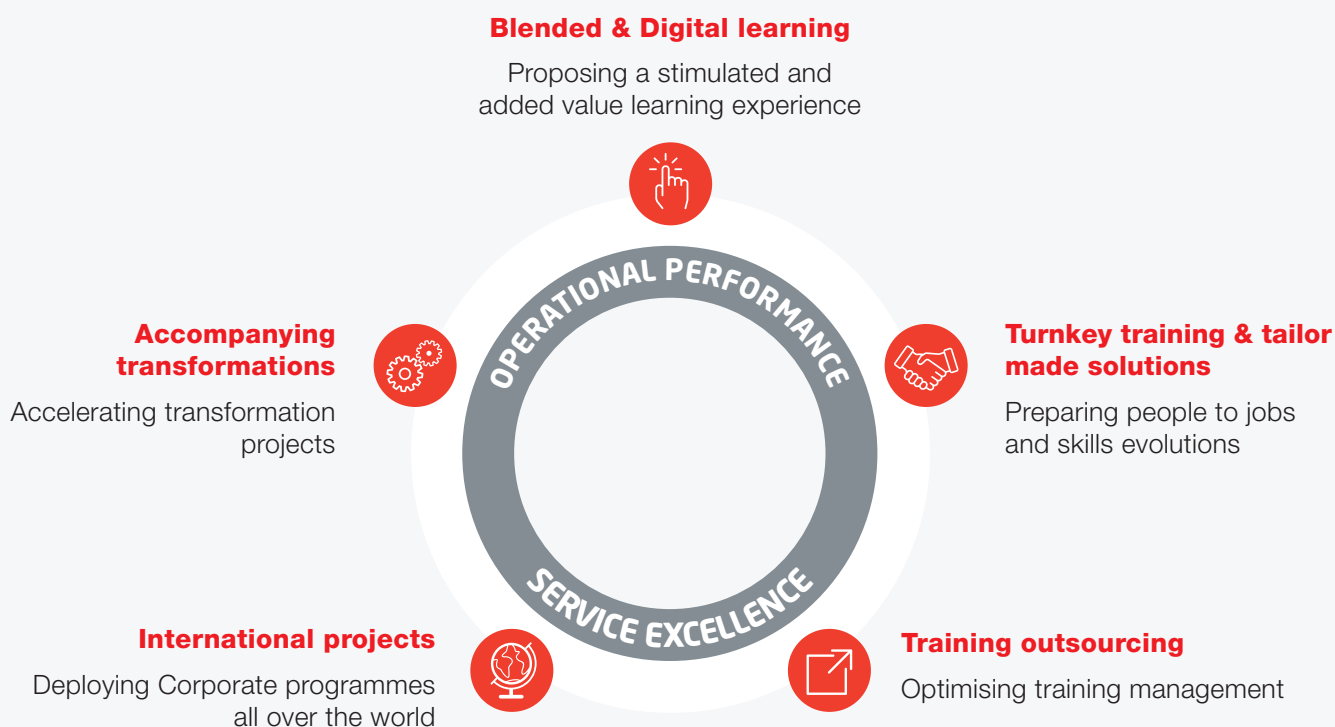 Blended & Digital learning
Proposing a stimulated and
added value learning experience
OPERATIONAL PERFORMANCE
Accompanying
transformations
Accelerating transformation
projects
Turnkey training & tailor
made solutions
Preparing people to jobs
and skills evolutions
SERVICE EXCELLENCE
International projects
Deploying Corporate programmes
all over the world
Training outsourcing
Optimising training management